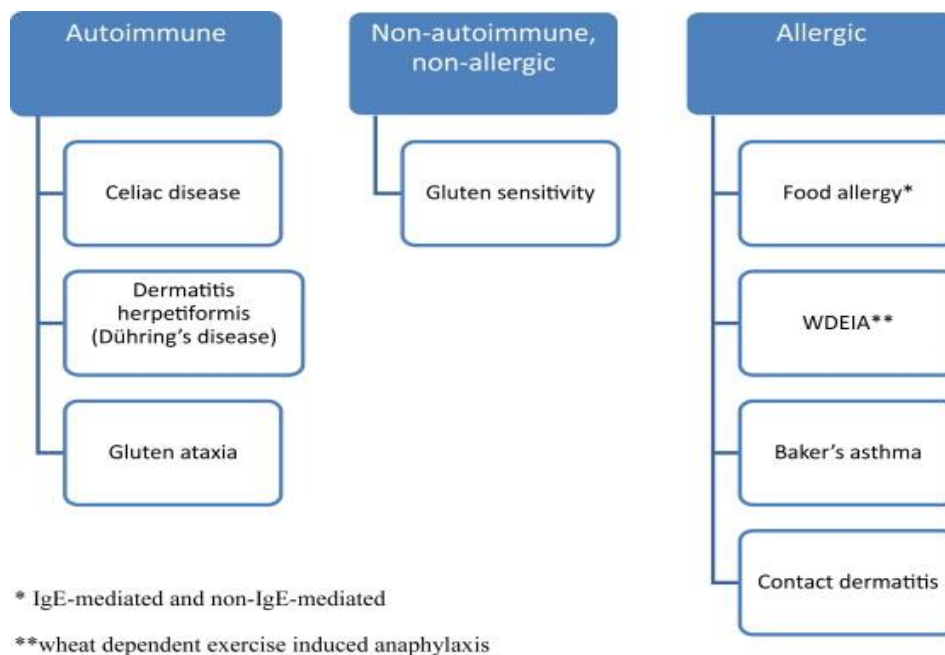 Autoimmune
Celiac disease
Dermatitis
herpetiformis
(Dühring's disease)
Gluten ataxia
Non-autoimmune,
non-allergic
Gluten sensitivity
Allergic
Food allergy*
WDEIA**
Baker's asthma
Contact dermatitis
* IgE-mediated and non-IgE-mediated
**wheat dependent exercise induced anaphylaxis